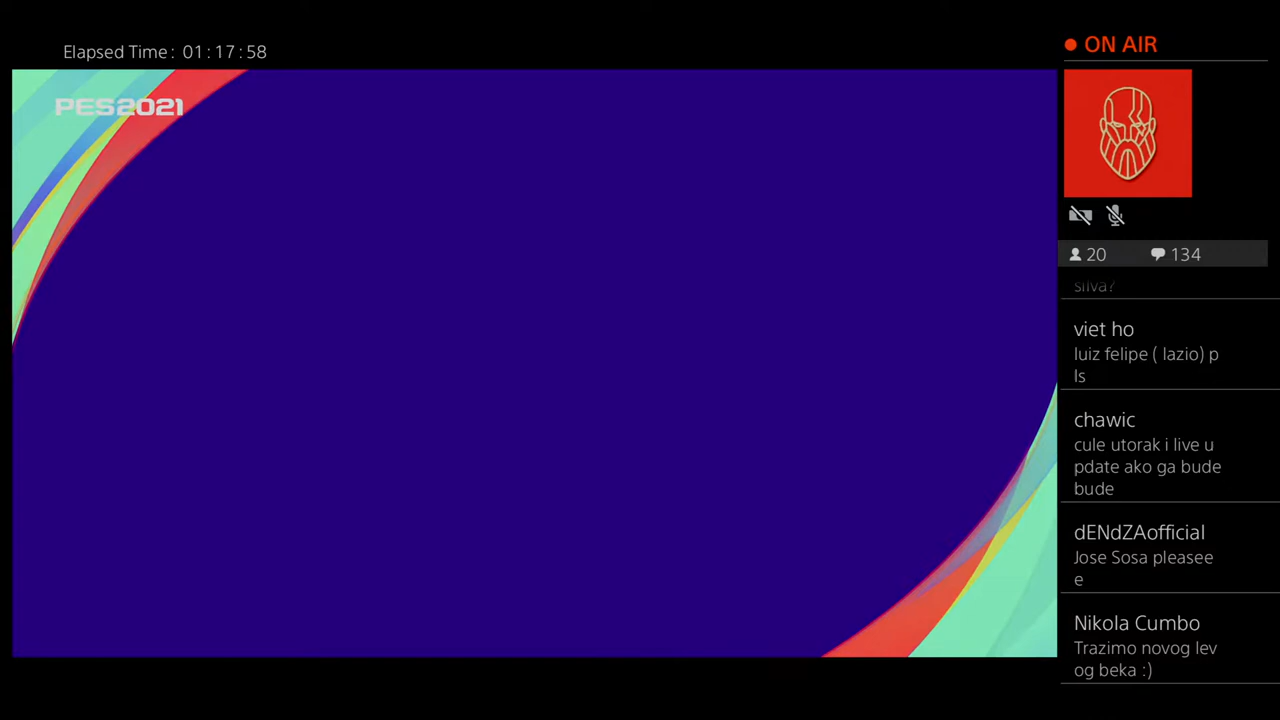 Elapsed Time: 01:17:58
ON AIR
PES2021
20 134
silva?
viet ho
luiz felipe ( lazio) p
ls
chawic
cule utorak i live u
pdate ako ga bude
bude
dENdZAofficial
Jose Sosa pleasee
e
Nikola Cumbo
Trazimo novog lev
og beka :)